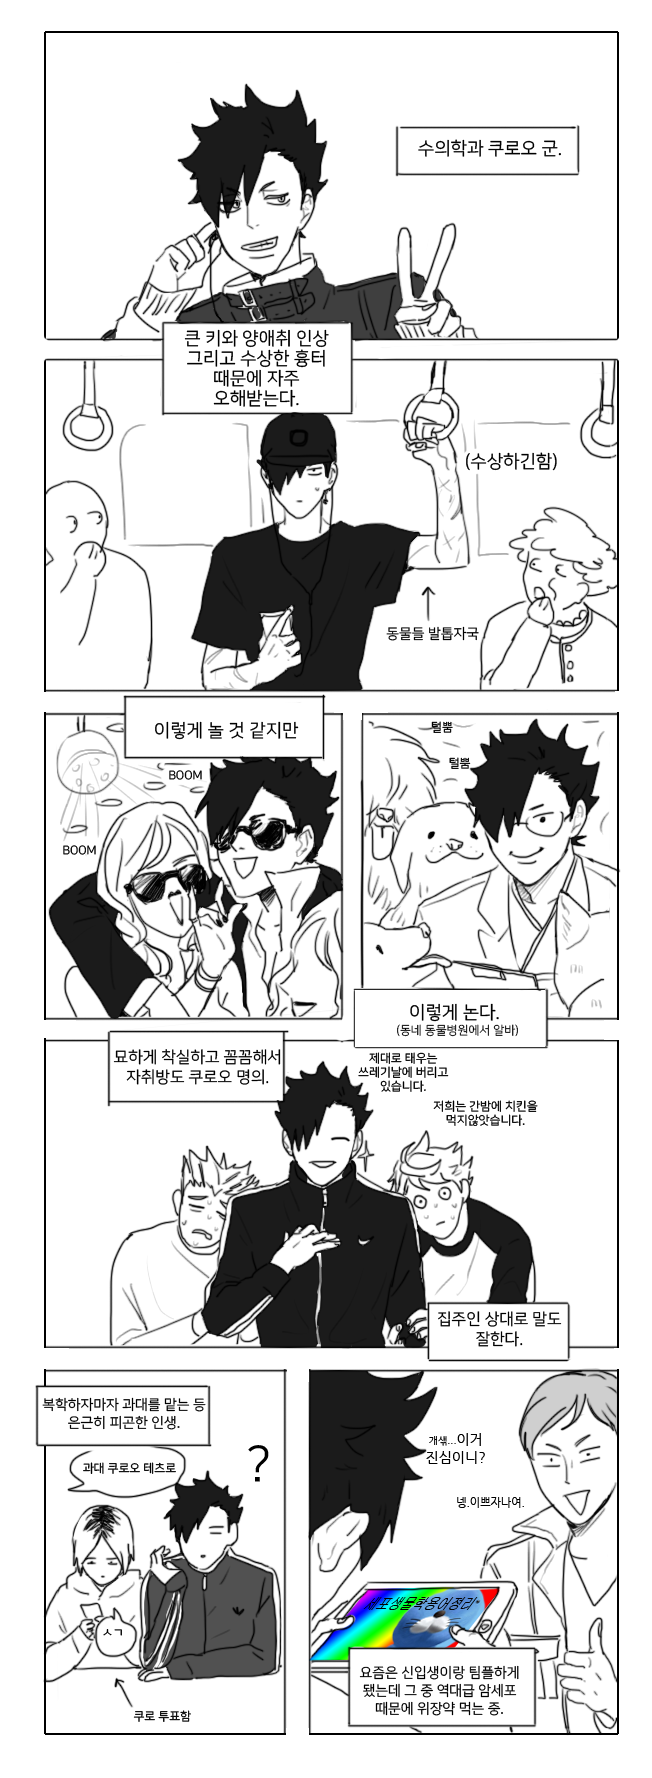 수의학과 쿠로오 군.
큰 키와 양애취 인상
그리고 수상한 흉터
때문에 자주
오해받는다.
(수상하긴함)
동물들 발톱자국
이렇게 놀 것 같지만
BOOM
BOOM
털뿜
털뿜
이렇게 논다.
(동네 동물병원에서 알바)
묘하게 착실하고 꼼꼼해서
자취방도 쿠로오 명의.
제대로 태우는
쓰레기날에 버리고
있습니다.
저희는 간밤에 치킨을
먹지않앗습니다.
집주인 상대로 말도
잘한다.
복학하자마자 과대를 맡는 등
은근히 피곤한 인생.
과대 쿠로오 테츠로
?
ㅅㄱ
쿠로 투표함
개섂...이거
진심이니?
넹.이쁘자나여.
세포생물학용어정리*
요즘은 신입생이랑 팀플하게
됐는데 그 중 역대급 암세포
때문에 위장약 먹는 중.